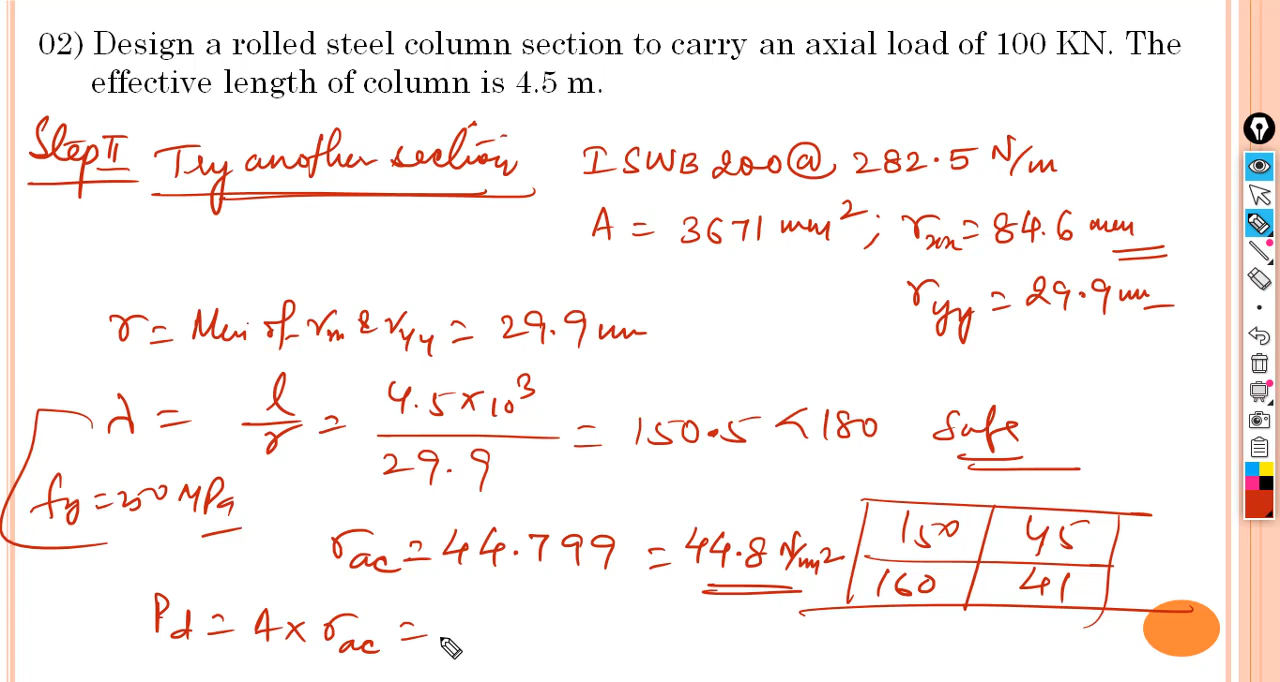 02) Design a rolled steel column section to carry an axial load of 100 KN. The
effective length of column is 4.5 m.
Step II Try another section
ISWB 200 @ 282.5 N/m
A = 3671 mm²; rxx = 84.6 mm
ryy = 29.9 mm
r = Min of rxx & ryy = 29.9 mm
λ = l/r = 4.5×10³/29.9 = 150.5 < 180 Safe
fy = 250 MPa
σac = 44.799 = 44.8 N/mm²
150 45
160 41
Pd = A × σac =